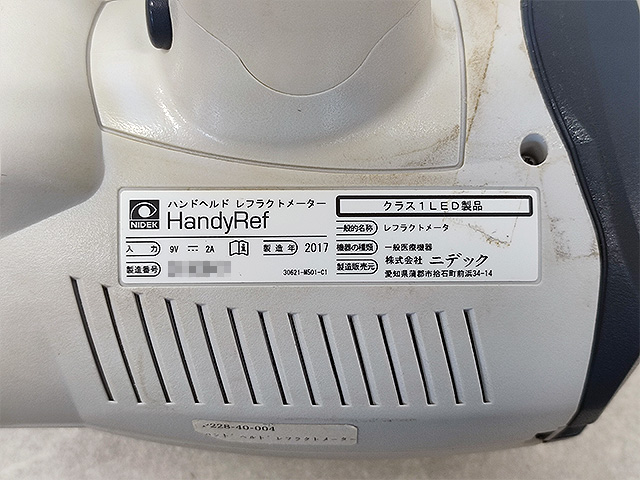 ハンドヘルド レフラクトメーター
NIDEK
HandyRef
入力 9V 2A 製造年 2017
製造番号
30621-M501-C1
クラス1LED製品
一般的名称 レフラクトメータ
機器の種類 一般医療機器
製造販売元 株式会社 ニデック
愛知県蒲郡市拾石町前浜34-14
228-40-004
ハンドヘルドレフラクトメーター